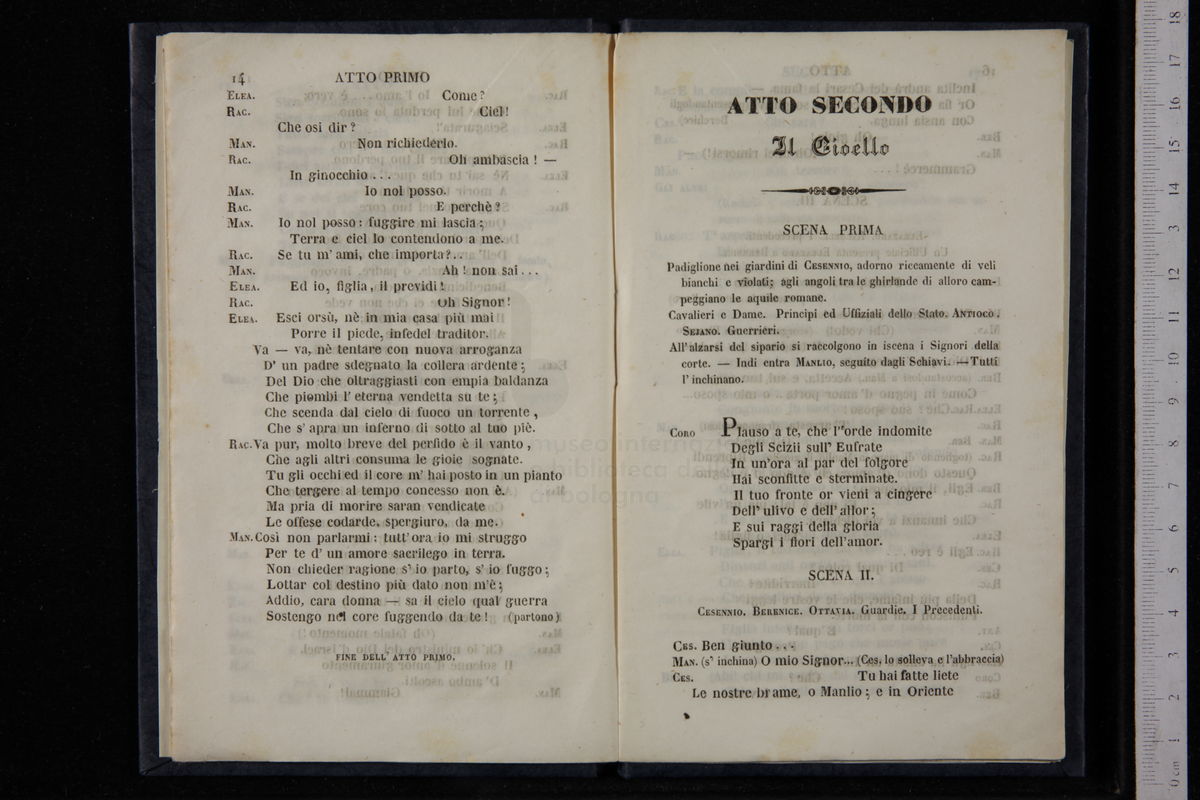 14 ATTO PRIMO
ELEA. Come?
RAC. Ciel!
Che osi dir?
MAN. Non richiederlo.
RAC. Oh ambascia! —
In ginocchio...
MAN. Io nol posso.
RAC. E perchè?
MAN. Io nol posso: fuggire mi lascia;
Terra e ciel lo contendono a me.
RAC. Se tu m' ami, che importa?...
MAN. Ah! non sai...
ELEA. Ed io, figlia, il previdi!
RAC. Oh Signor!
ELEA. Esci orsù, nè in mia casa più mai
Porre il piede, infedel traditor.
Va — va, nè tentare con nuova arroganza
D' un padre sdegnato la collera ardente;
Del Dio che oltraggiasti con empia baldanza
Che piombi l' eterna vendetta su te;
Che scenda dal cielo di fuoco un torrente,
Che s' apra un inferno di sotto al tuo piè.
RAC. Va pur, molto breve del perfido è il vanto,
Che agli altri consuma le gioie sognate.
Tu gli occhi ed il core m' hai posto in un pianto
Che tergere al tempo concesso non è.
Ma pria di morire saran vendicate
Le offese codarde, spergiuro, da me.
MAN. Così non parlarmi: tutt' ora io mi struggo
Per te d' un amore sacrilego in terra.
Non chieder ragione s' io parto, s' io fuggo;
Lottar col destino più dato non m'è;
Addio, cara donna — sa il cielo qual guerra
Sostengo nel core fuggendo da te! (partono)
FINE DELL' ATTO PRIMO.
ATTO SECONDO
Il Gioello
SCENA PRIMA
Padiglione nei giardini di CESENNIO, adorno riccamente di veli
bianchi e violati; agli angoli tra le ghirlande di alloro cam-
peggiano le aquile romane.
Cavalieri e Dame. Principi ed Uffiziali dello Stato. ANTIOCO.
SEJANO. Guerrieri.
All' alzarsi del sipario si raccolgono in iscena i Signori della
corte. — Indi entra MANLIO, seguito dagli Schiavi. — Tutti
l' inchinano.
CORO Plauso a te, che l'orde indomite
Degli Scizii sull' Eufrate
In un'ora al par del folgore
Hai sconfitte e sterminate.
Il tuo fronte or vieni a cingere
Dell' ulivo e dell' allor;
E sui raggi della gloria
Spargi i fiori dell'amor.
SCENA II.
CESENNIO. BERENICE. OTTAVIA. Guardie. I Precedenti.
CES. Ben giunto...
MAN. (s' inchina) O mio Signor... (Ces. lo solleva e l'abbraccia)
CES. Tu hai fatte liete
Le nostre brame, o Manlio; e in Oriente